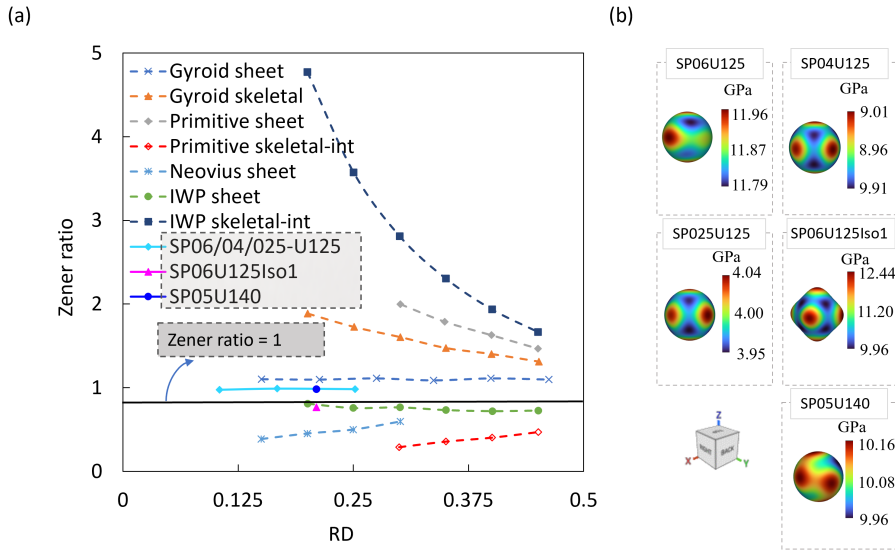 (a)
5
4
3
2
1
0
Zener ratio
Gyroid sheet
Gyroid skeletal
Primitive sheet
Primitive skeletal-int
Neovius sheet
IWP sheet
IWP skeletal-int
SP06/04/025-U125
SP06U125Iso1
SP05U140
Zener ratio = 1
0
0.125
0.25
0.375
0.5
RD
(b)
SP06U125
GPa
11.96
11.87
11.79
SP04U125
GPa
9.01
8.96
9.91
SP025U125
4.04
4.00
3.95
SP06U125Iso1
12.44
11.20
9.96
Z
X
Y
RIGHT
BACK
SP05U140
GPa
10.16
10.08
9.96